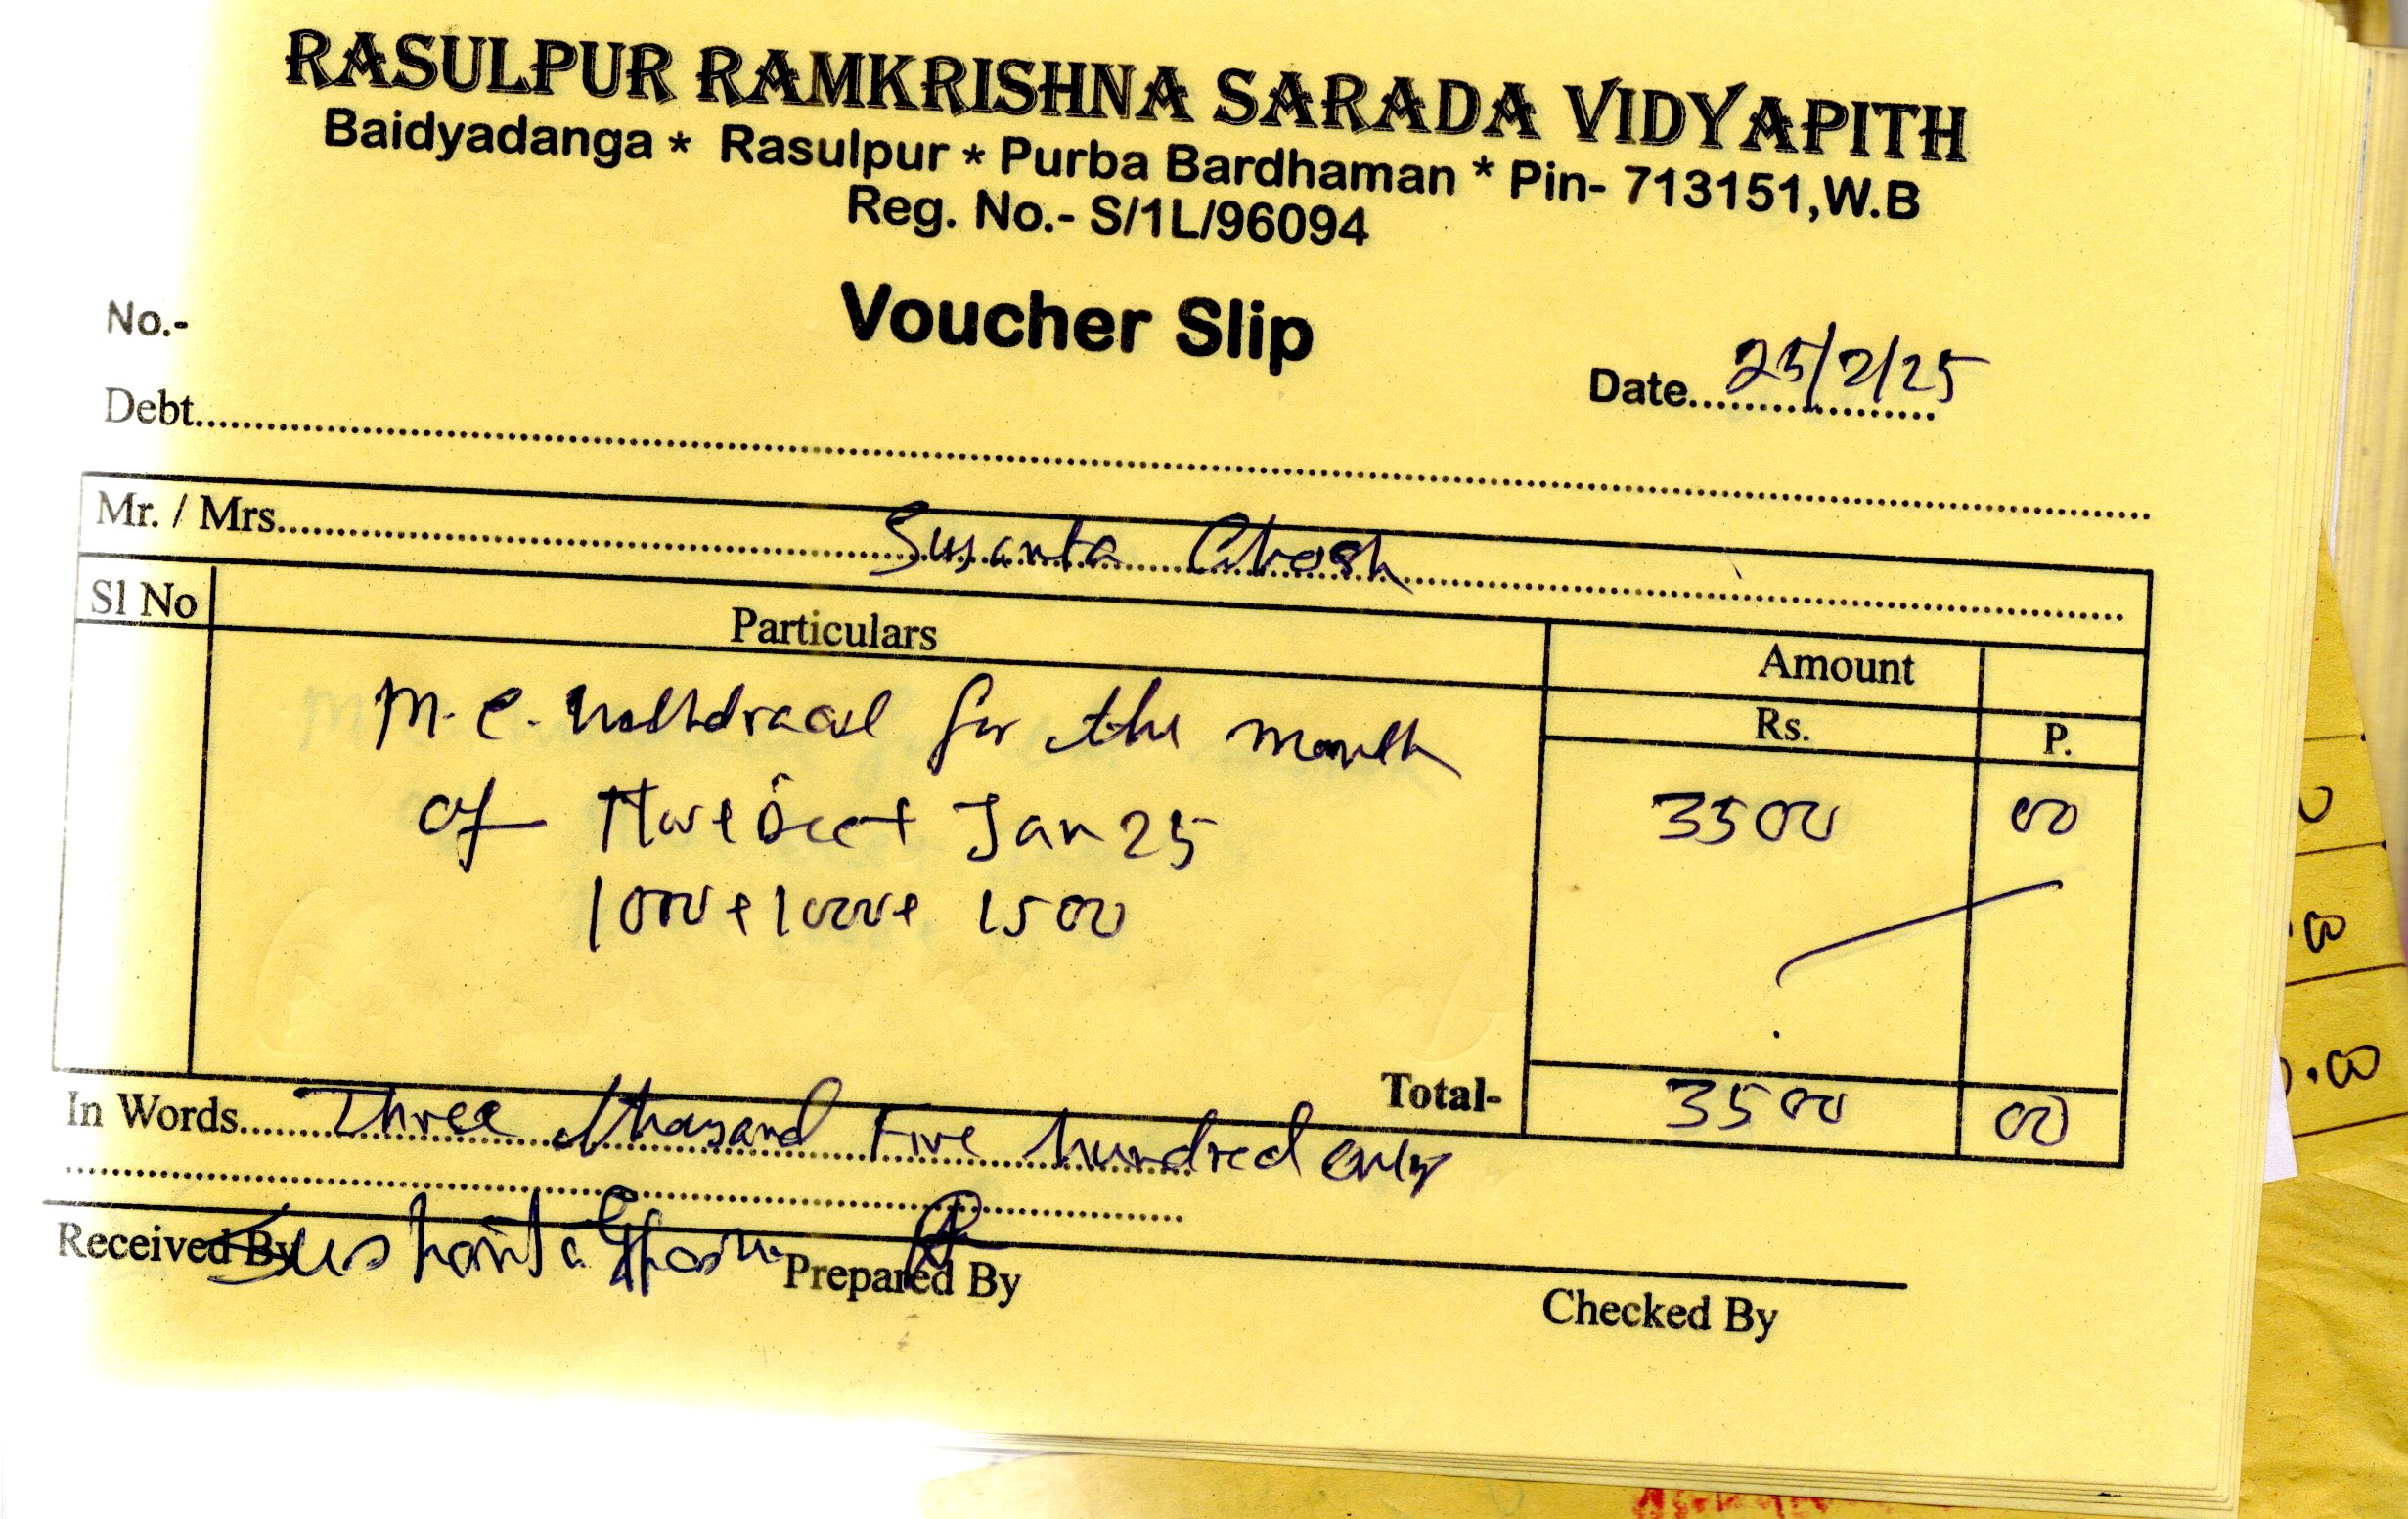 RASULPUR RAMKRISHNA SARADA VIDYAPITH
Baidyadanga * Rasulpur * Purba Bardhaman * Pin- 713151,W.B
Reg. No.- S/1L/96094
Voucher Slip
No.-
Date....25/2/25
Debt....
Mr. / Mrs.... Susanta Ghosh
Sl No Particulars Amount
Rs. P.
M. C. for the month
of Jan 25 3500 00
1000+1000+ 1500
Total- 3500 00
In Words.... Three thousand Five hundred only
Received By Sushanta Ghosh Prepared By Checked By